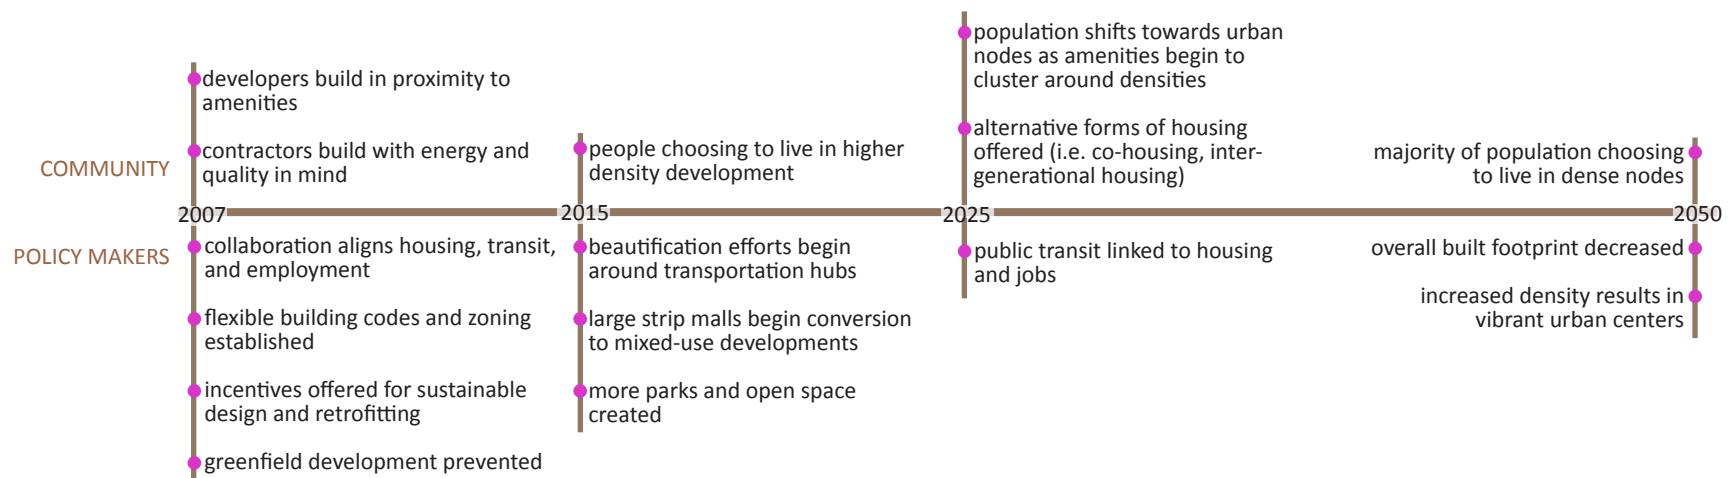 developers build in proximity to
amenities
contractors build with energy and
quality in mind
people choosing to live in higher
density development
population shifts towards urban
nodes as amenities begin to
cluster around densities
alternative forms of housing
offered (i.e. co-housing, inter-
generational housing)
majority of population choosing
to live in dense nodes
COMMUNITY
2007
2015
2025
2050
POLICY MAKERS
collaboration aligns housing, transit,
and employment
flexible building codes and zoning
established
incentives offered for sustainable
design and retrofitting
greenfield development prevented
beautification efforts begin
around transportation hubs
large strip malls begin conversion
to mixed-use developments
more parks and open space
created
public transit linked to housing
and jobs
overall built footprint decreased
increased density results in
vibrant urban centers